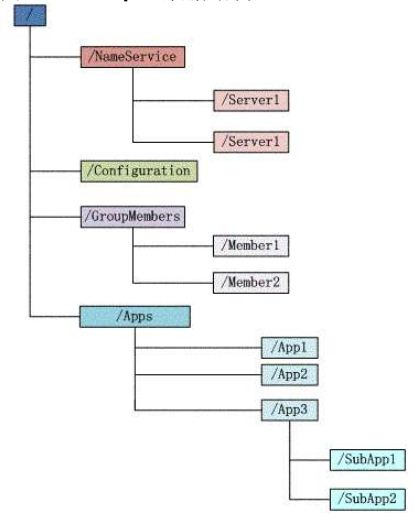 /
/NameService
/Server1
/Server1
/Configuration
/GroupMembers
/Member1
/Member2
/Apps
/App1
/App2
/App3
/SubApp1
/SubApp2